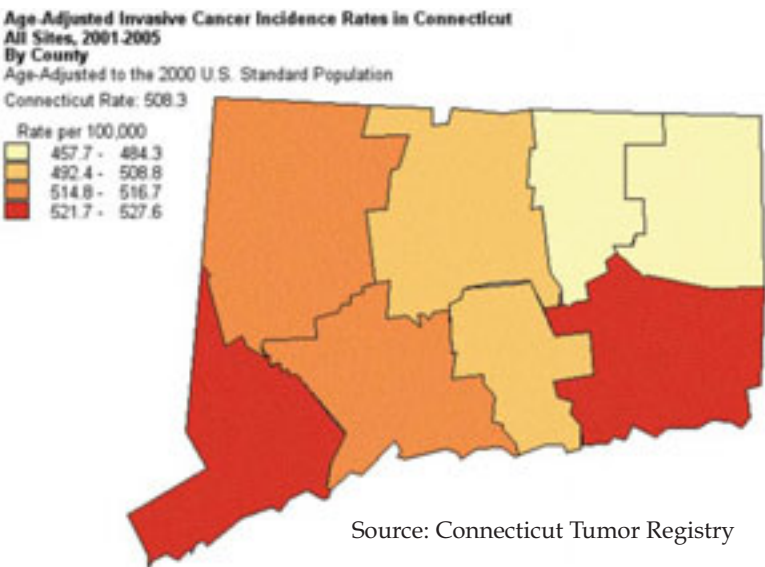 Age-Adjusted Invasive Cancer Incidence Rates in Connecticut
All Sites, 2001-2005
By County
Age-Adjusted to the 2000 U.S. Standard Population
Connecticut Rate: 508.3
Rate per 100,000
457.7 - 484.3
492.4 - 508.8
514.8 - 516.7
521.7 - 527.6
Source: Connecticut Tumor Registry